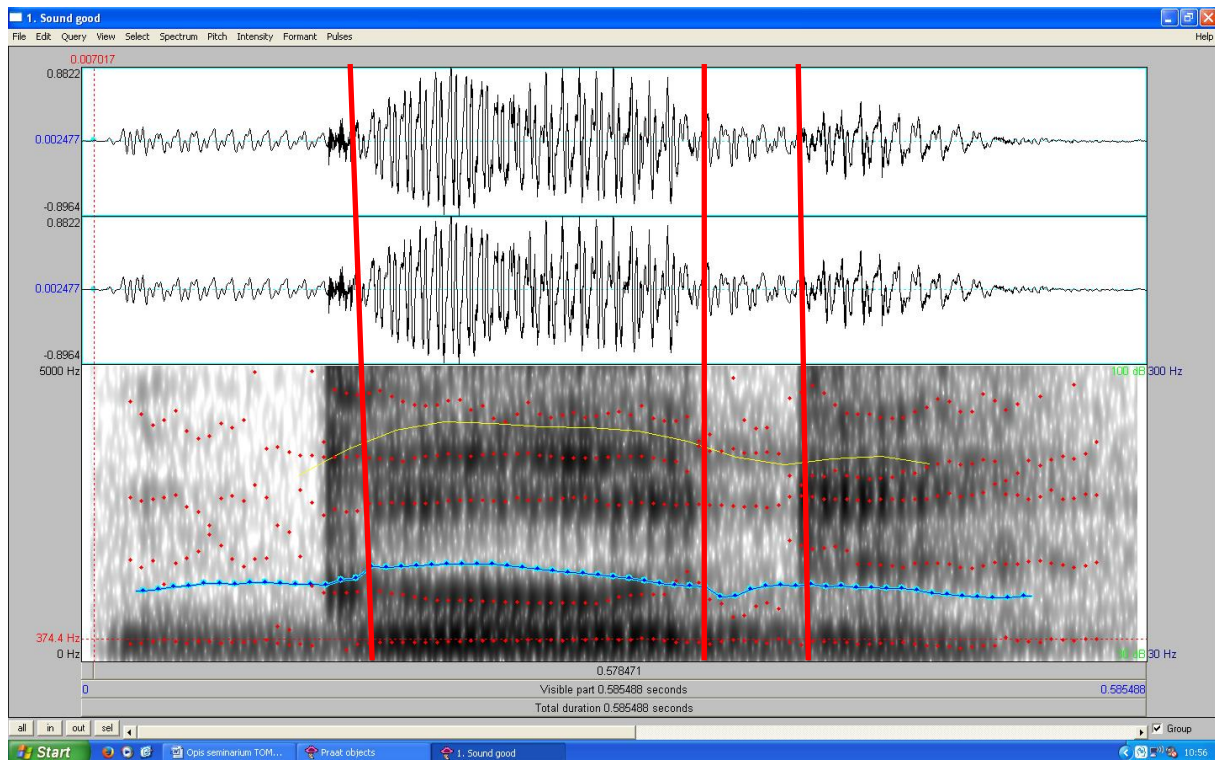 1. Sound good
File Edit Query View Select Spectrum Pitch Intensity Formant Pulses Help
0.007017
0.8822
0.002477
-0.8964
0.8822
0.002477
-0.8964
5000 Hz 100 dB 300 Hz
374.4 Hz
0 Hz dB 30 Hz
0.578471
0 Visible part 0.585488 seconds 0.585488
Total duration 0.585488 seconds
all in out sel Group
Start Opis seminarium TOM... Praat objects 1. Sound good 10:56